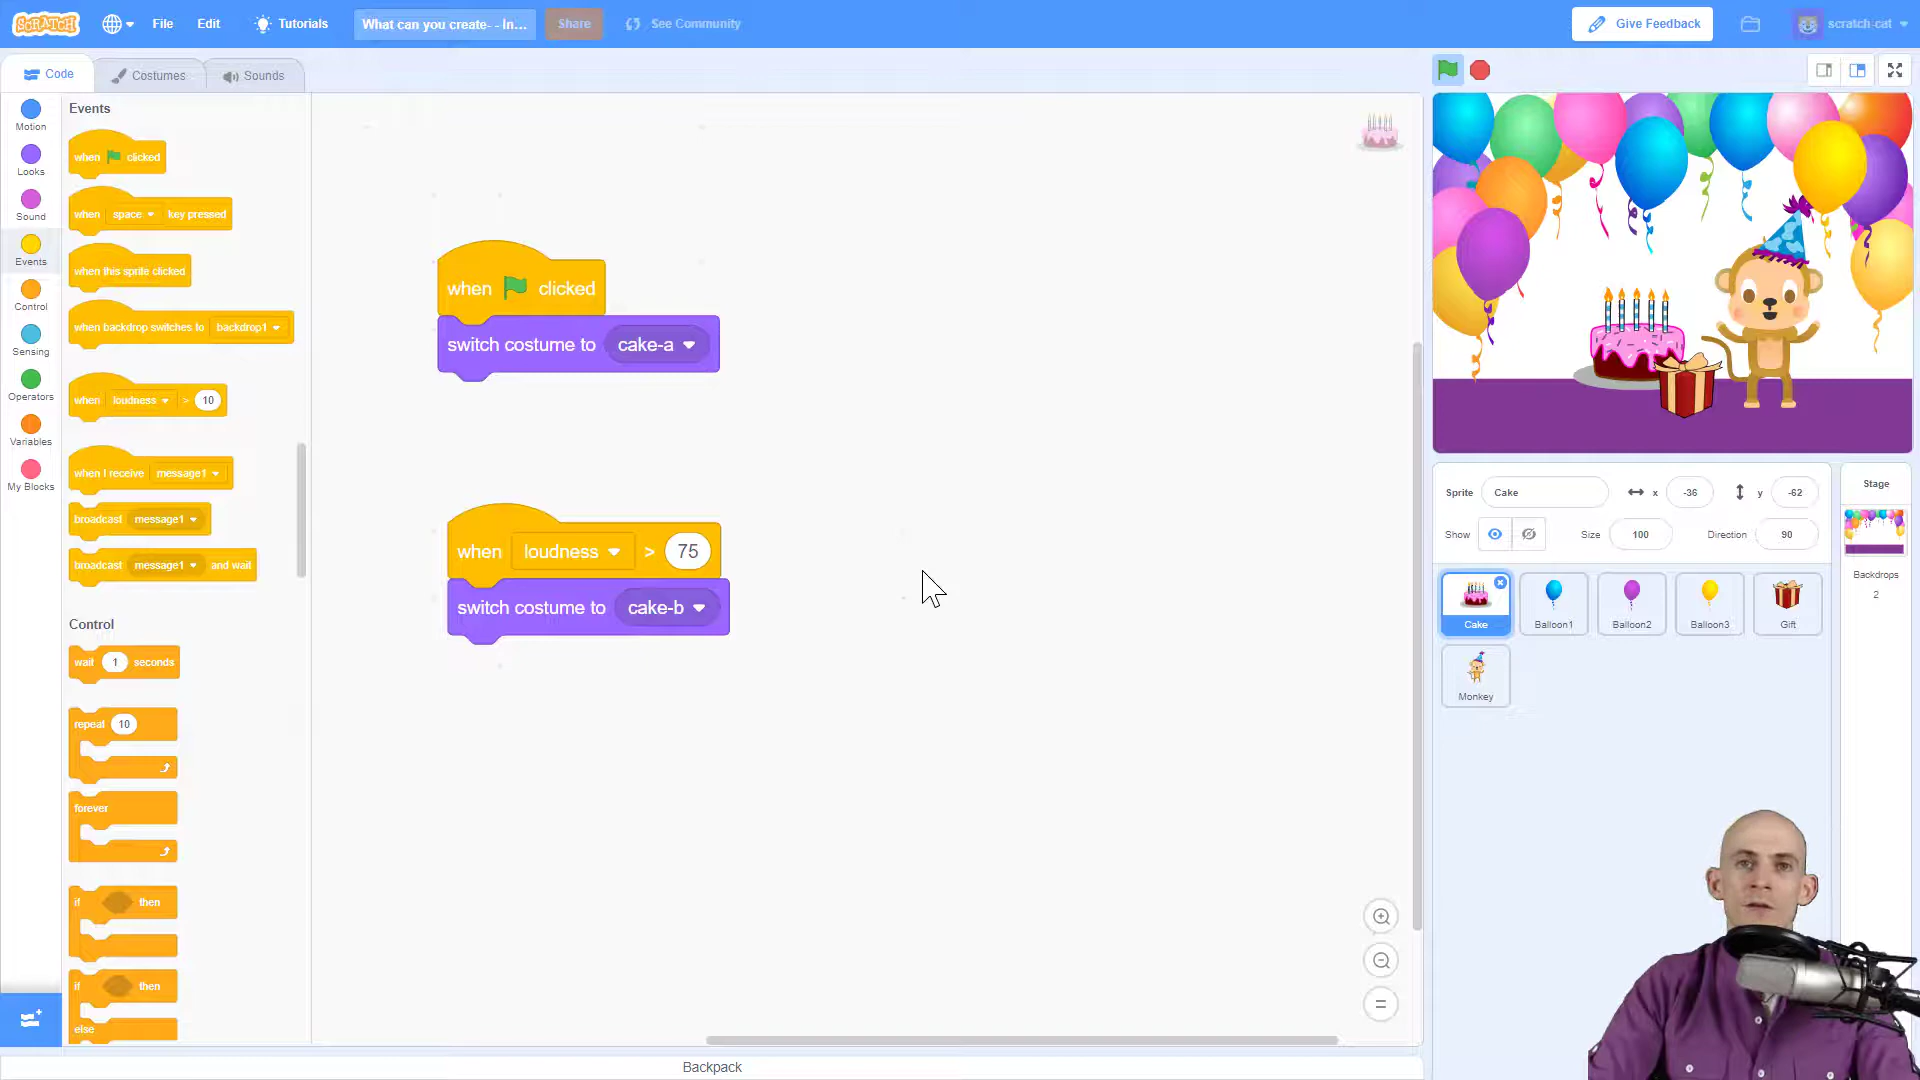 SCRATCH File Edit Tutorials What can you create- - In... Share See Community Give Feedback scratch-cat
Code Costumes Sounds
Motion
Looks
Sound
Events
Control
Sensing
Operators
Variables
My Blocks
Events
when clicked
when space key pressed
when this sprite clicked
when backdrop switches to backdrop1
when loudness > 10
when I receive message1
broadcast message1
broadcast message1 and wait
Control
wait 1 seconds
repeat 10
forever
if then
if then
else
when clicked
switch costume to cake-a
when loudness > 75
switch costume to cake-b
Sprite Cake x -36 y -62
Show Size 100 Direction 90
Cake Balloon1 Balloon2 Balloon3 Gift
Monkey
Stage
Backdrops
2
Backpack